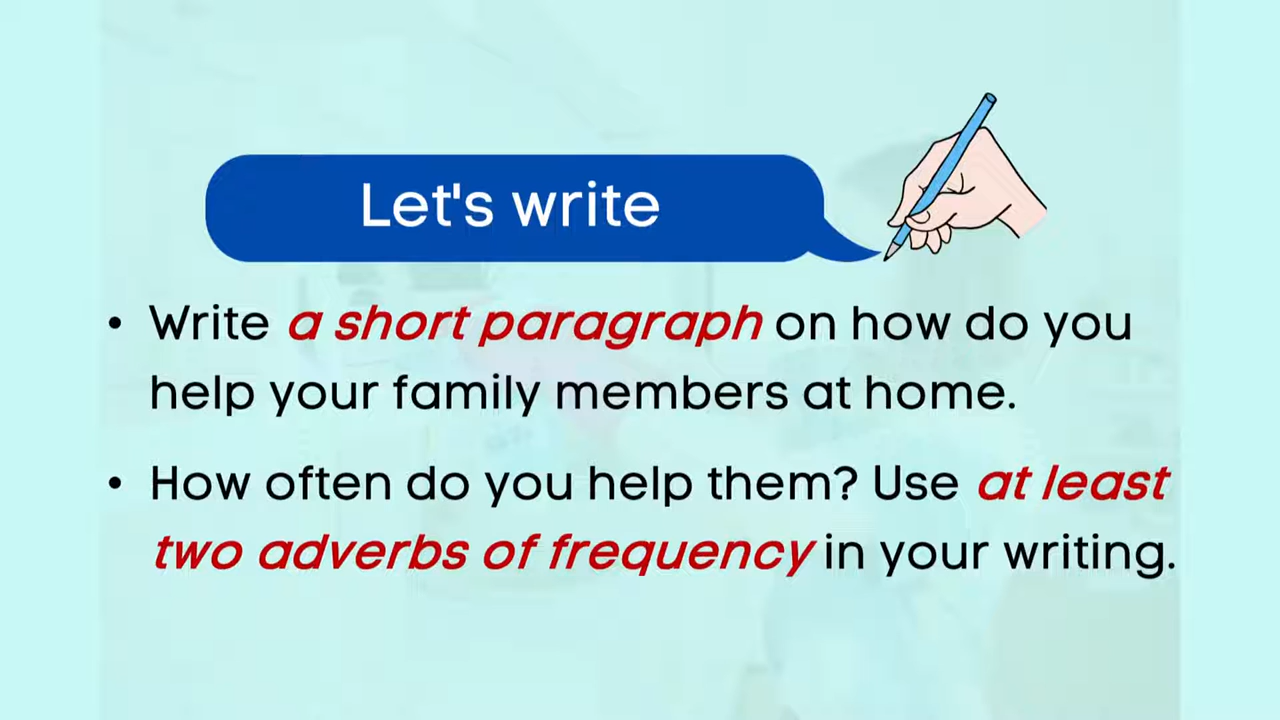 Let's write
• Write a short paragraph on how do you
help your family members at home.
• How often do you help them? Use at least
two adverbs of frequency in your writing.